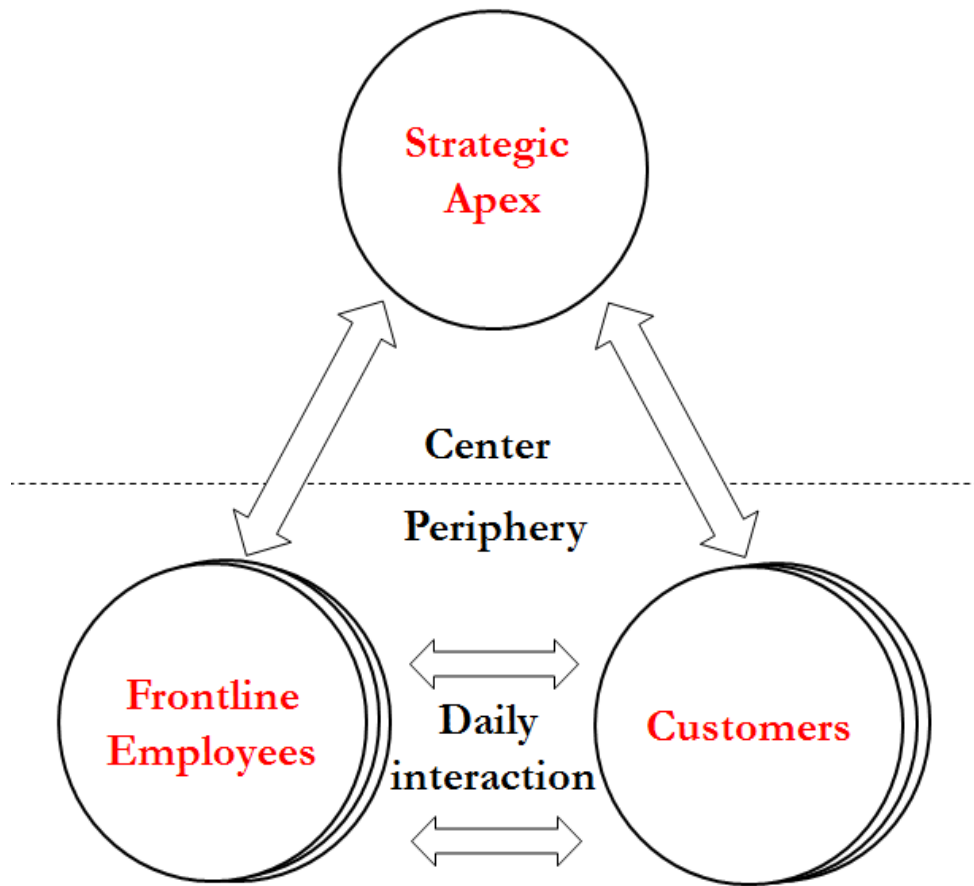 Strategic
Apex
Center
Periphery
Frontline
Employees
Daily
interaction
Customers